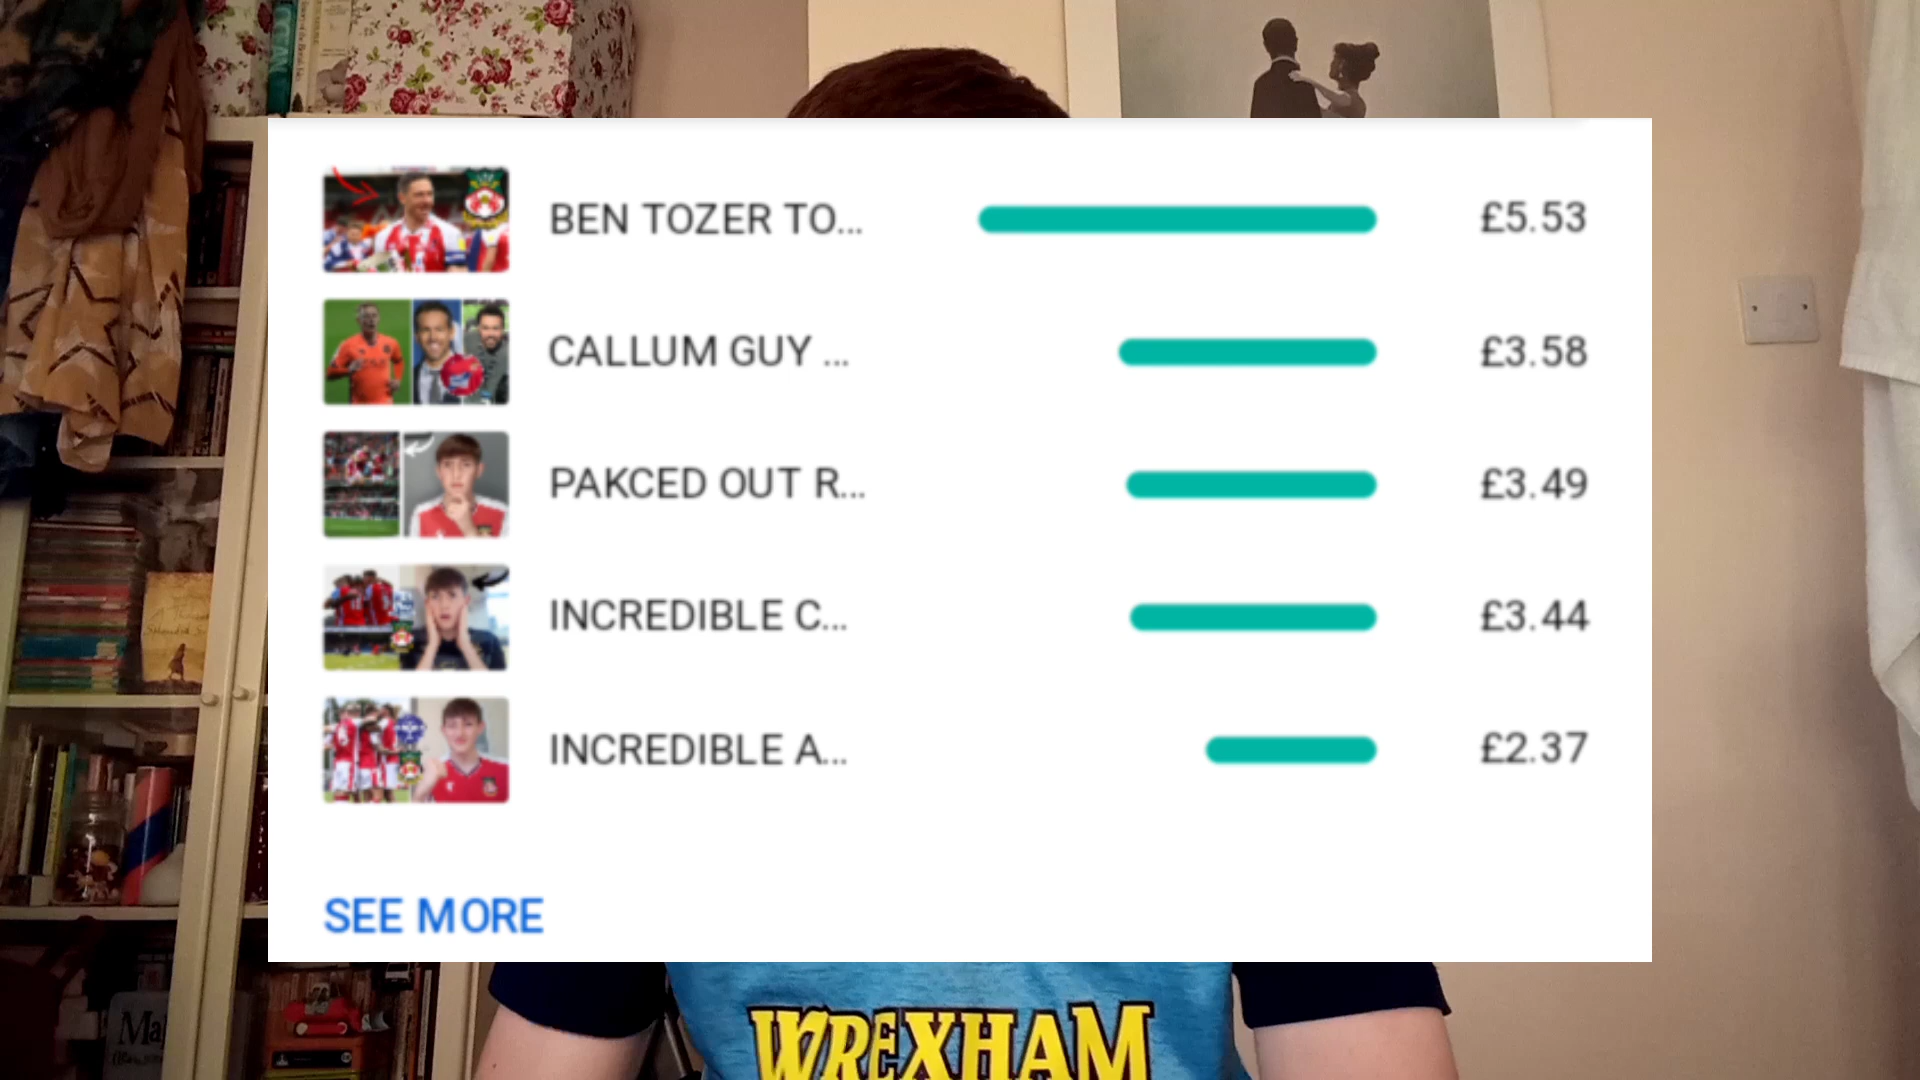 BEN TOZER TO...
£5.53
CALLUM GUY ...
£3.58
PAKCED OUT R...
£3.49
INCREDIBLE C...
£3.44
INCREDIBLE A...
£2.37
SEE MORE
WREXHAM